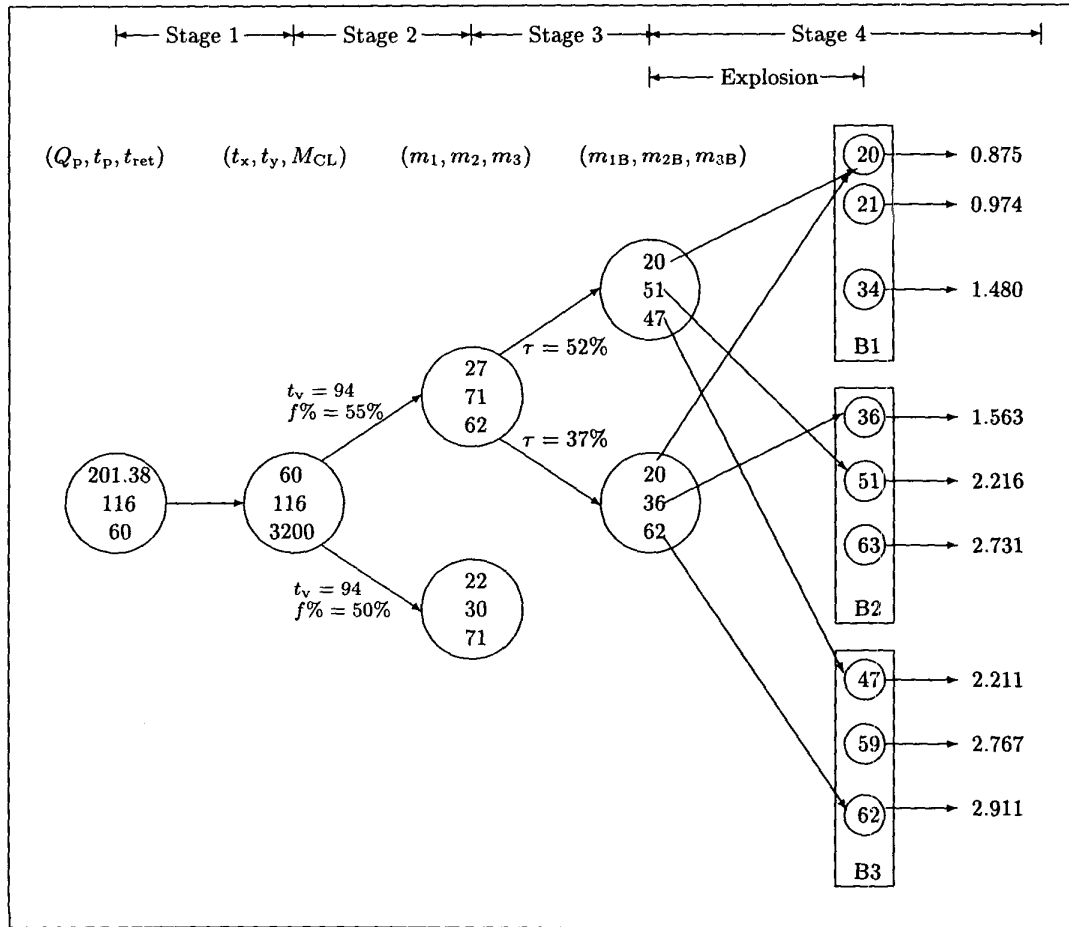 Stage 1 Stage 2 Stage 3 Stage 4
Explosion
(Qp, tp, tret) (tx, ty, MCL) (m1, m2, m3) (m1B, m2B, m3B)
20 0.875
21 0.974
34 1.480
B1
20
51
47
τ = 52%
27
71
62
tv = 94
f% = 55%
τ = 37%
36 1.563
51 2.216
63 2.731
B2
201.38
116
60
60
116
3200
20
36
62
tv = 94
f% = 50%
22
30
71
47 2.211
59 2.767
62 2.911
B3